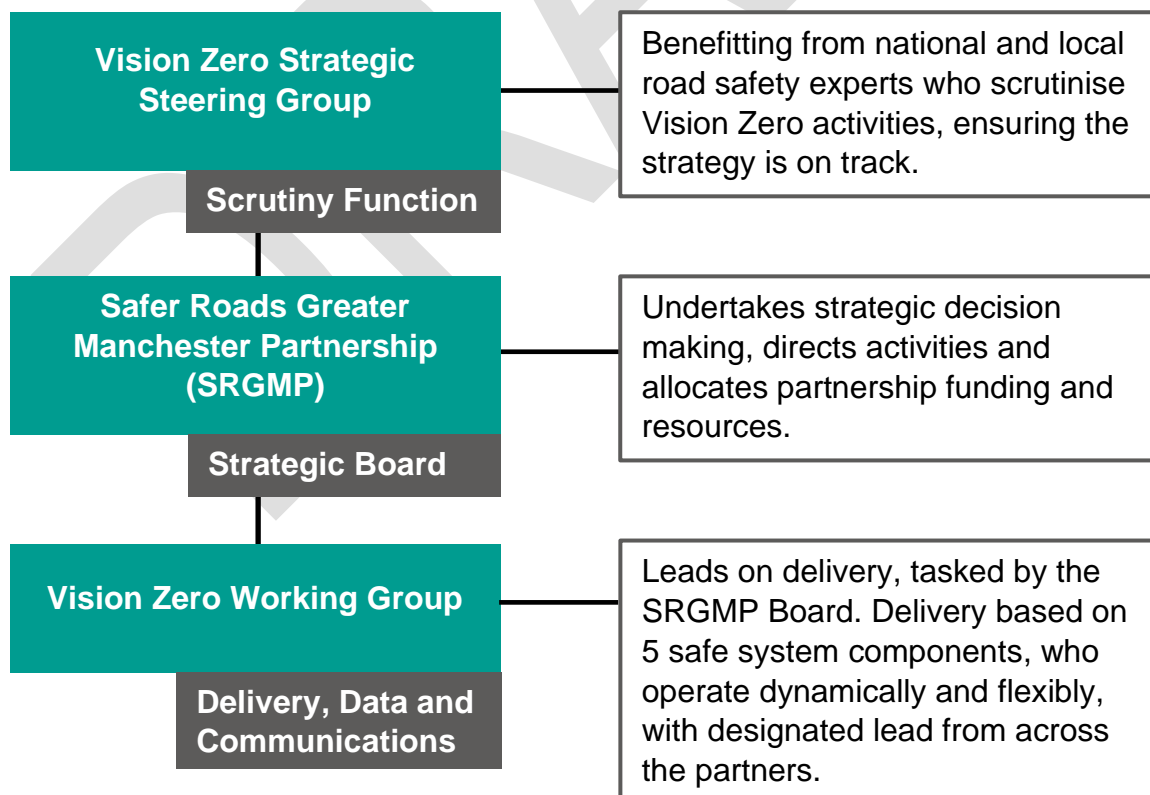 Vision Zero Strategic
Steering Group
Scrutiny Function
Benefitting from national and local
road safety experts who scrutinise
Vision Zero activities, ensuring the
strategy is on track.
Safer Roads Greater
Manchester Partnership
(SRGMP)
Strategic Board
Undertakes strategic decision
making, directs activities and
allocates partnership funding and
resources.
Vision Zero Working Group
Delivery, Data and
Communications
Leads on delivery, tasked by the
SRGMP Board. Delivery based on
5 safe system components, who
operate dynamically and flexibly,
with designated lead from across
the partners.